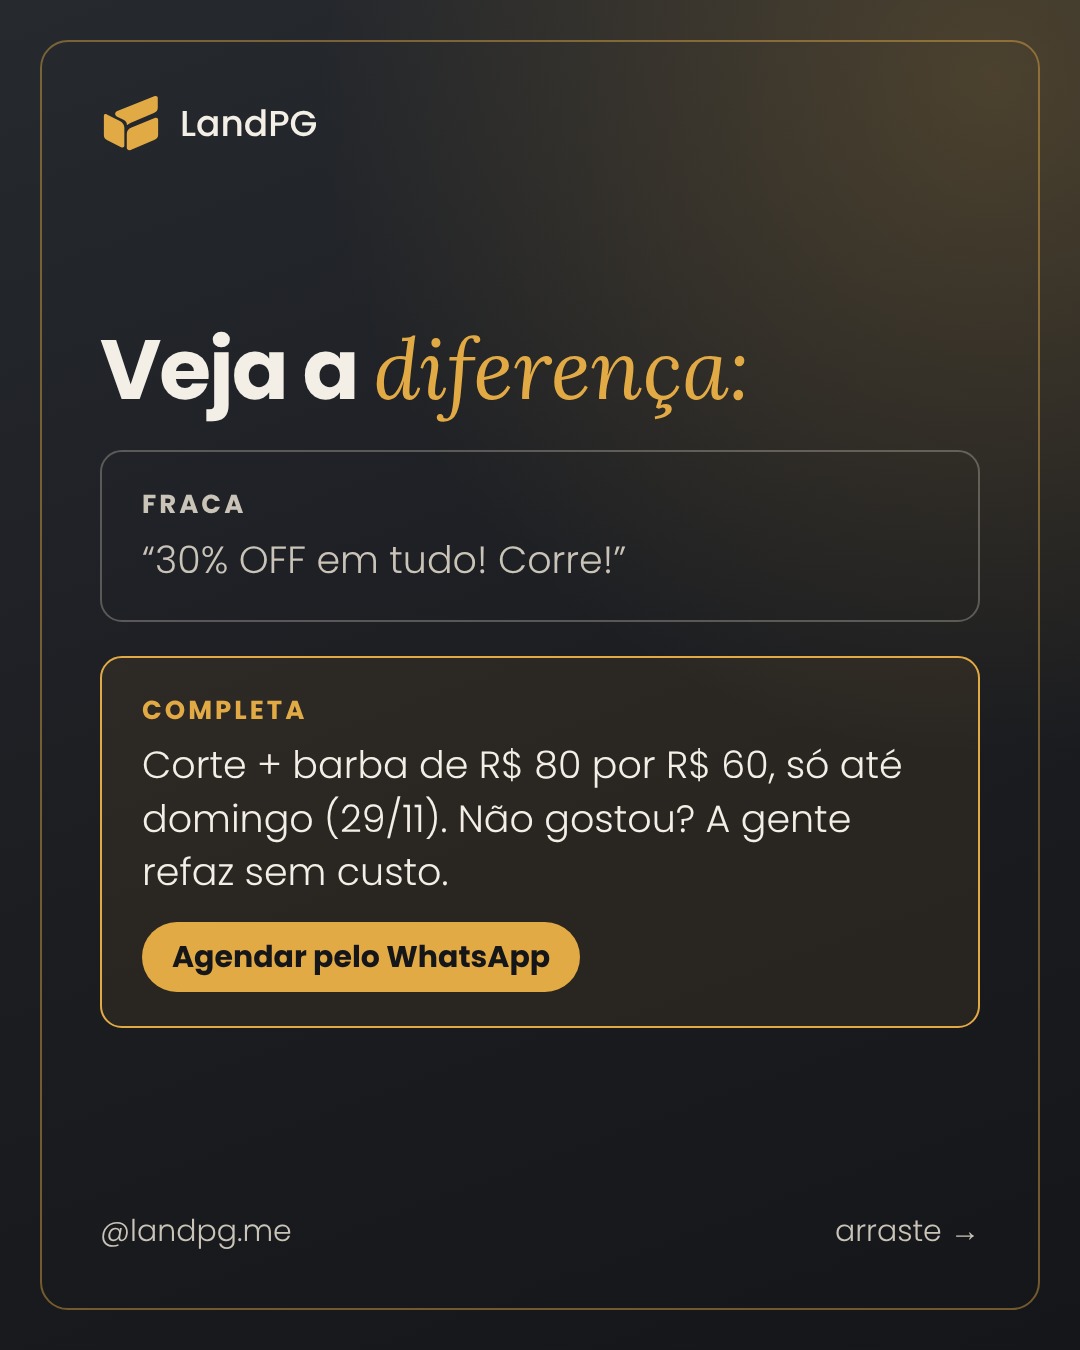 LandPG
Veja a diferença:
FRACA
“30% OFF em tudo! Corre!”
COMPLETA
Corte + barba de R$ 80 por R$ 60, só até
domingo (29/11). Não gostou? A gente
refaz sem custo.
Agendar pelo WhatsApp
@landpg.me
arraste →